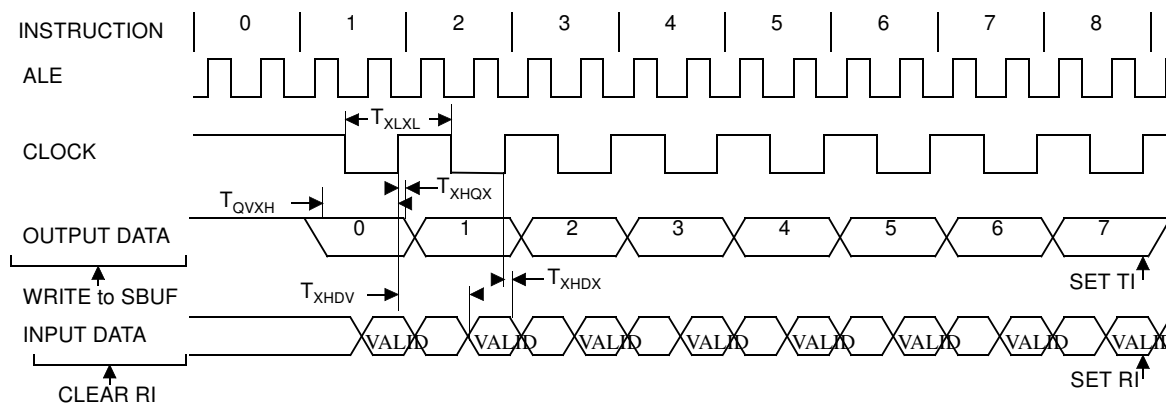 INSTRUCTION 0 1 2 3 4 5 6 7 8
ALE
TXLXL
CLOCK
TXHQX
TQVXH
OUTPUT DATA 0 1 2 3 4 5 6 7
TXHDX
SET TI
WRITE to SBUF
TXHDV
INPUT DATA VALID VALID VALID VALID VALID VALID VALID VALID
SET RI
CLEAR RI